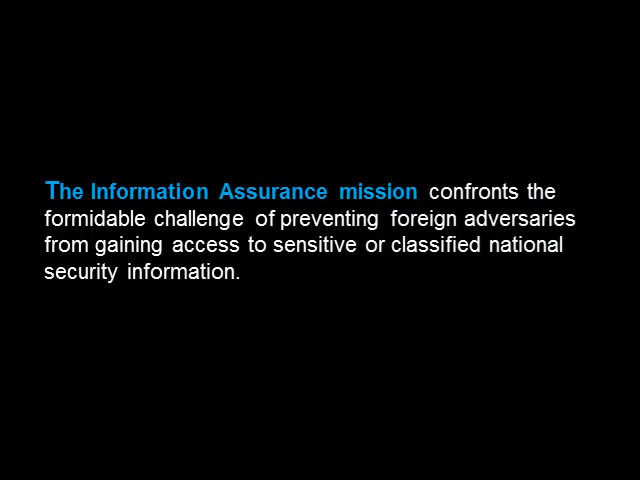 The Information Assurance mission confronts the
formidable challenge of preventing foreign adversaries
from gaining access to sensitive or classified national
security information.